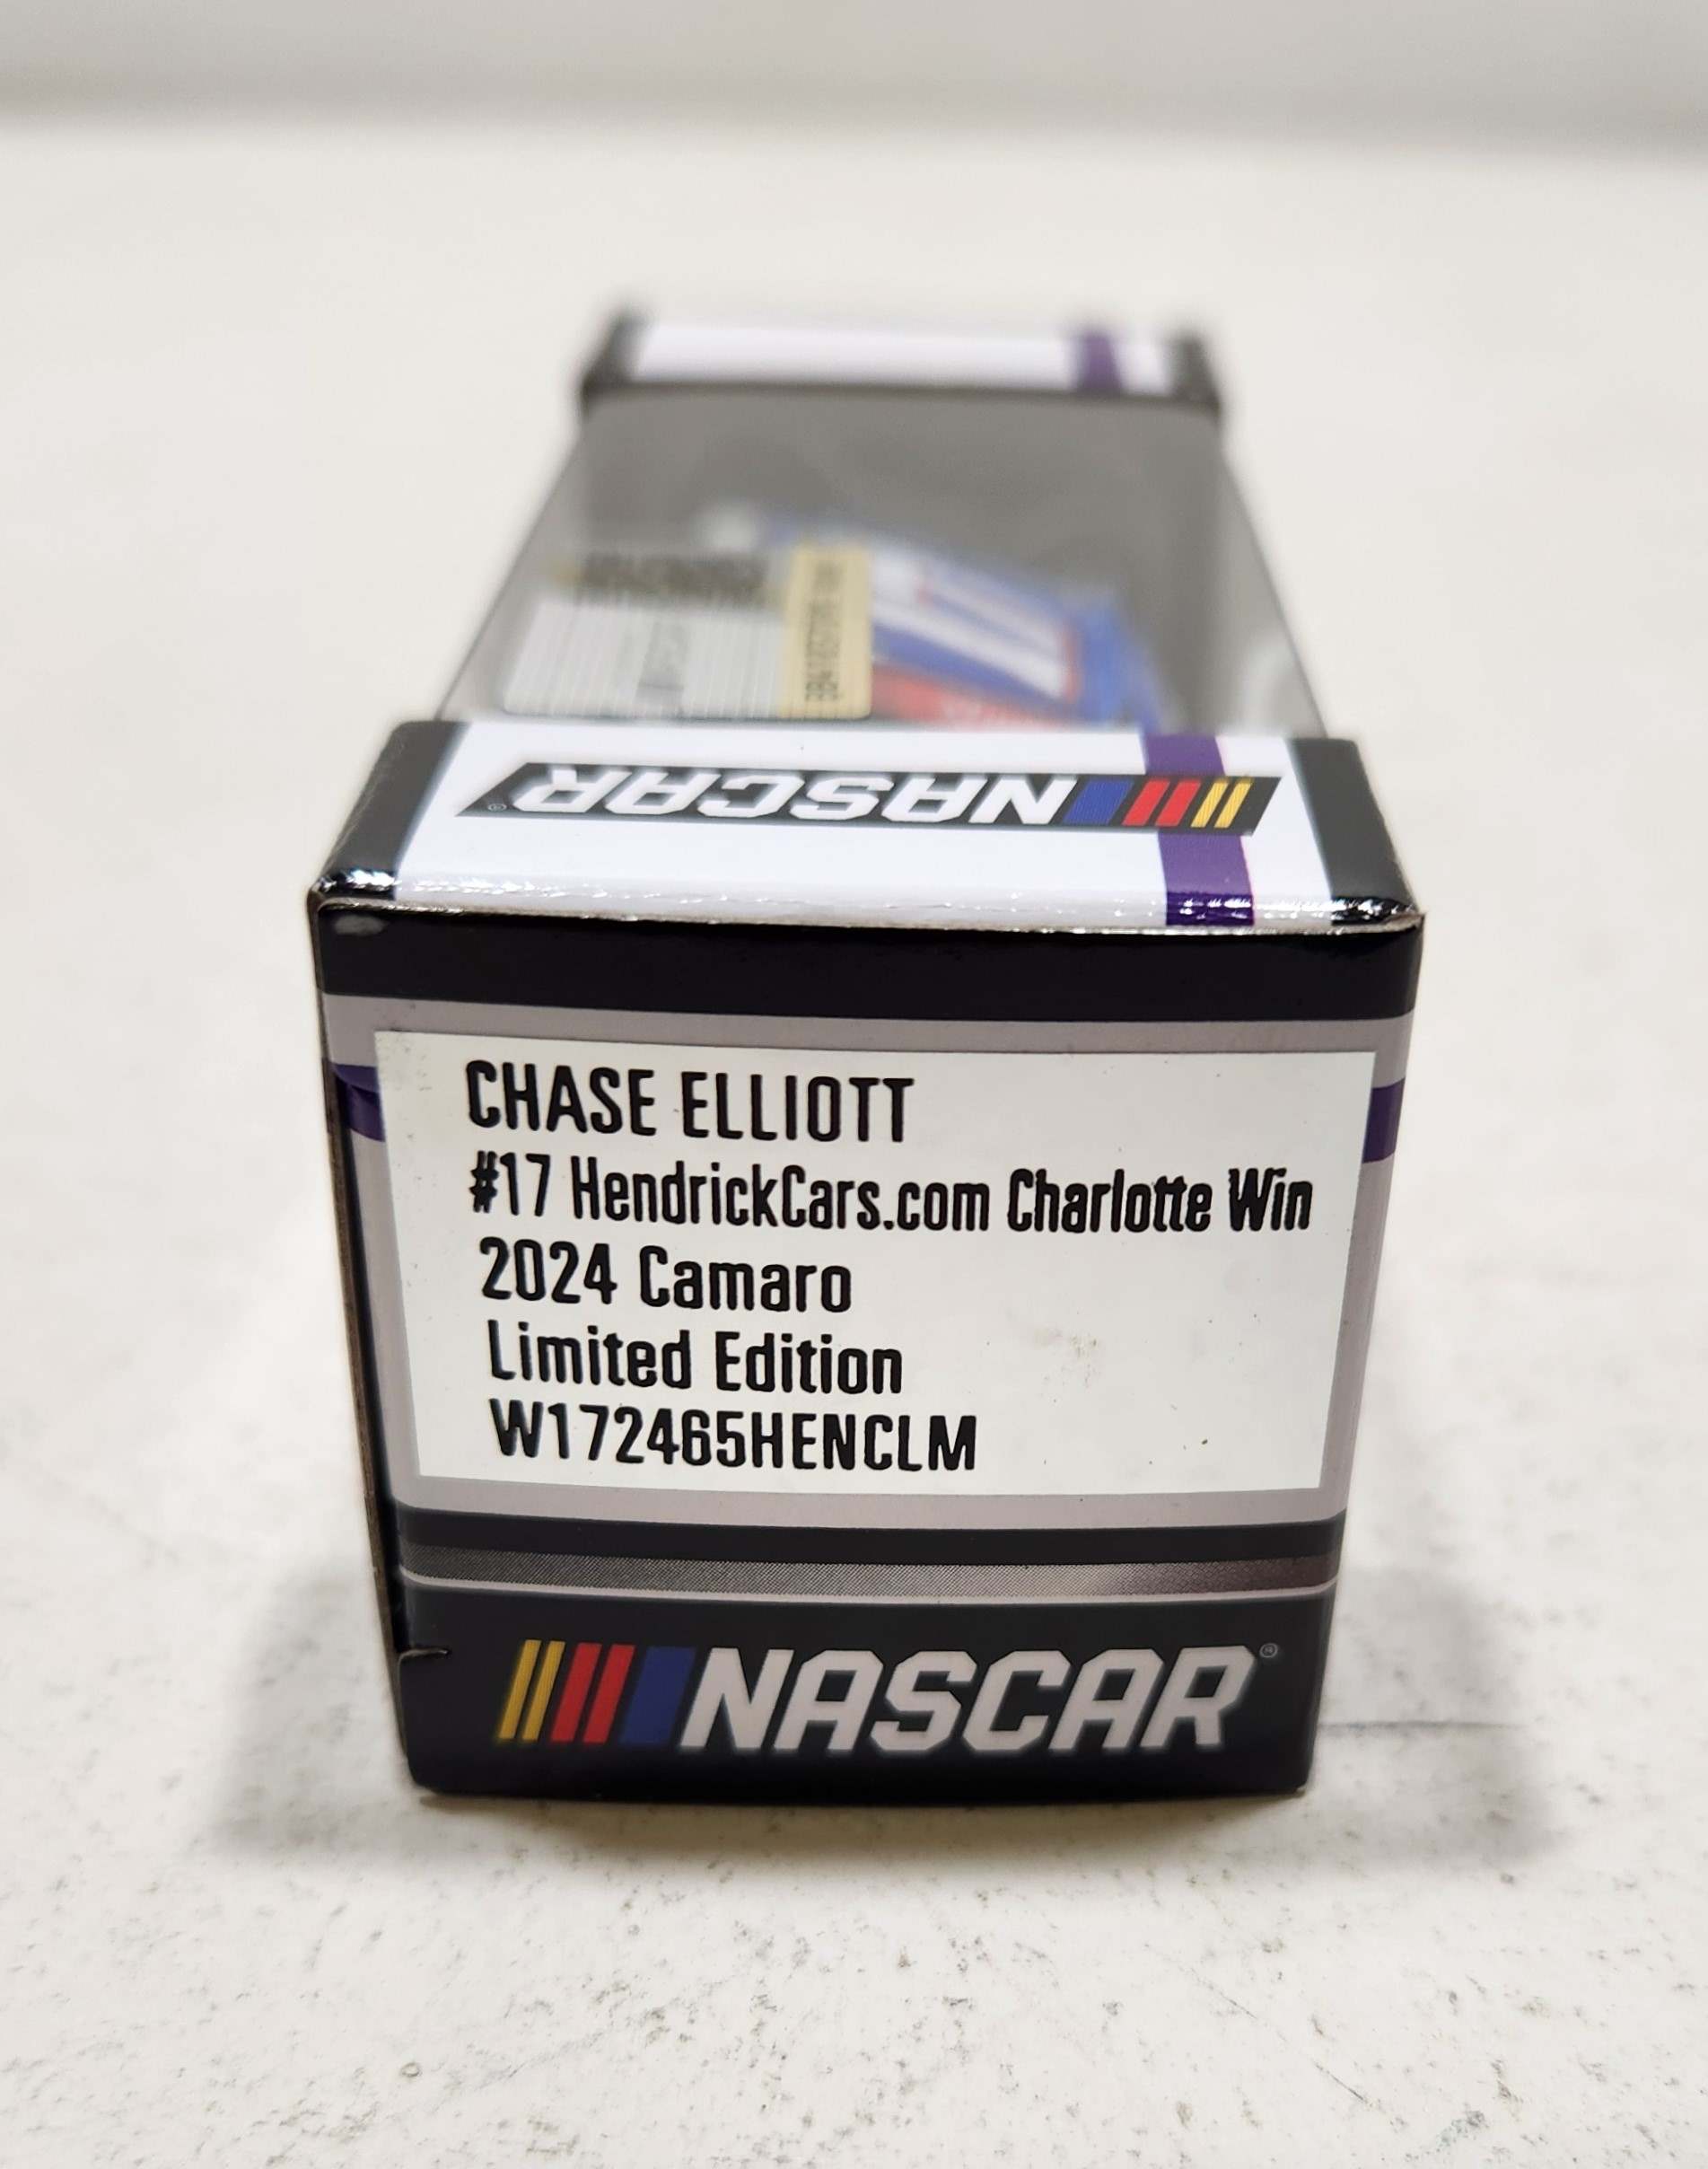 NASCAR
CHASE ELLIOTT
#17 HendrickCars.com Charlotte Win
2024 Camaro
Limited Edition
W172465HENCLM
NASCAR®